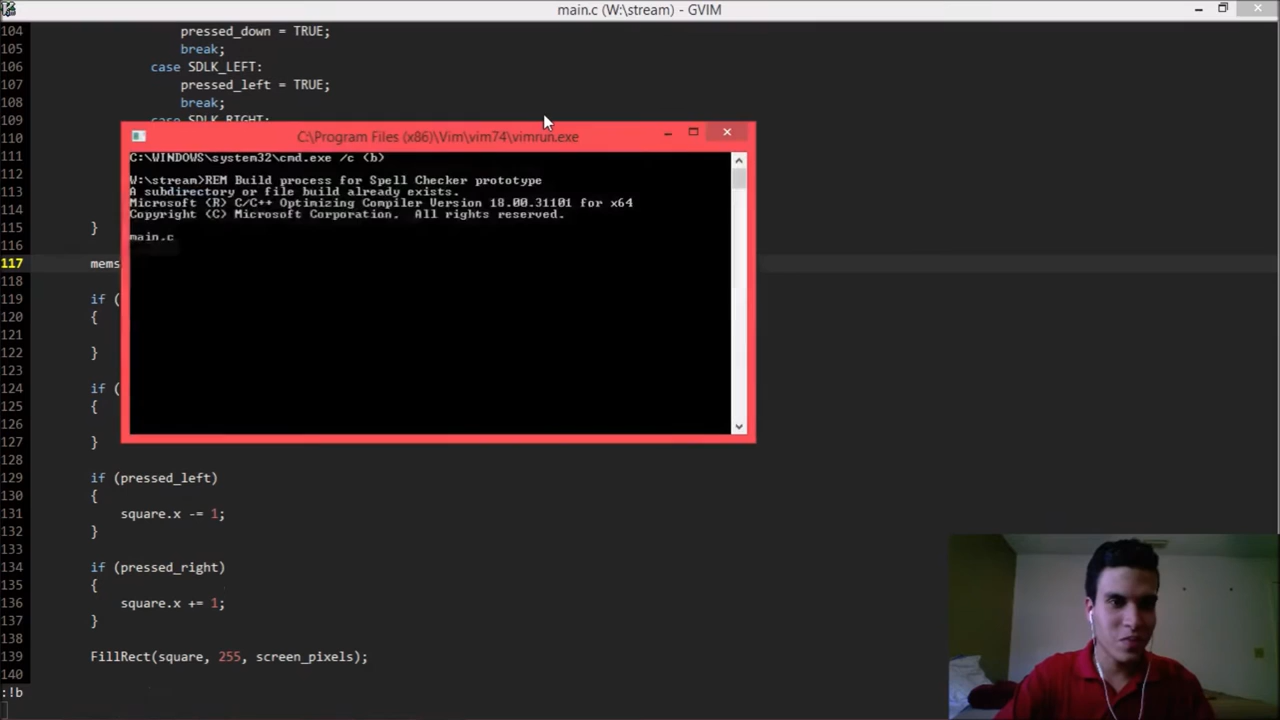 main.c (W:\stream) - GVIM
104 pressed_down = TRUE;
105 break;
106 case SDLK_LEFT:
107 pressed_left = TRUE;
108 break;
109 case SDLK_RIGHT:
110
111
112
113
114
115 }
116
117 mems
118
119 if (
120 {
121
122 }
123
124 if (
125 {
126
127 }
128
129 if (pressed_left)
130 {
131 square.x -= 1;
132 }
133
134 if (pressed_right)
135 {
136 square.x += 1;
137 }
138
139 FillRect(square, 255, screen_pixels);
140
:!b
C:\Program Files (x86)\Vim\vim74\vimrun.exe
C:\WINDOWS\system32\cmd.exe /c (b)
W:\stream>REM Build process for Spell Checker prototype
A subdirectory or file build already exists.
Microsoft (R) C/C++ Optimizing Compiler Version 18.00.31101 for x64
Copyright (C) Microsoft Corporation.  All rights reserved.
main.c